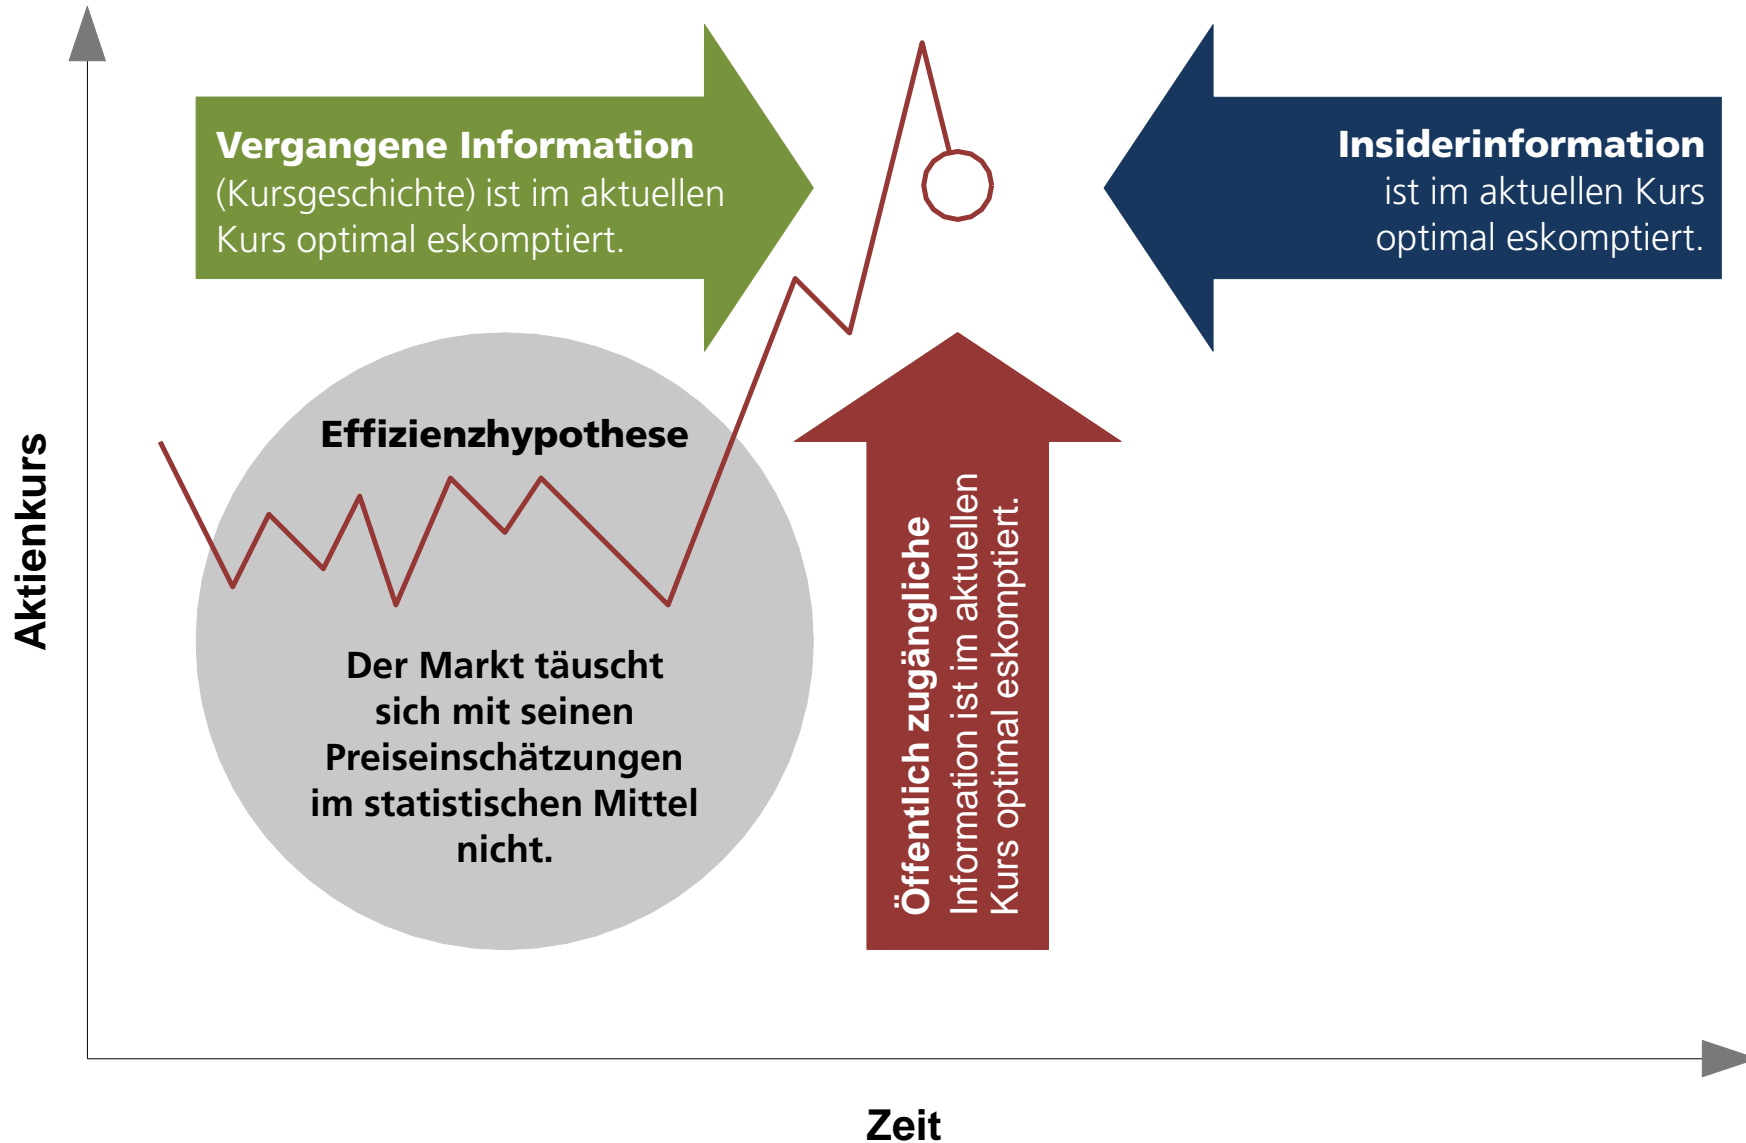 Vergangene Information
(Kursgeschichte) ist im aktuellen
Kurs optimal eskomptiert.
Insiderinformation
ist im aktuellen Kurs
optimal eskomptiert.
Effizienzhypothese
Der Markt täuscht
sich mit seinen
Preiseinschätzungen
im statistischen Mittel
nicht.
Öffentlich zugängliche
Information ist im aktuellen
Kurs optimal eskomptiert.
Aktienkurs
Zeit